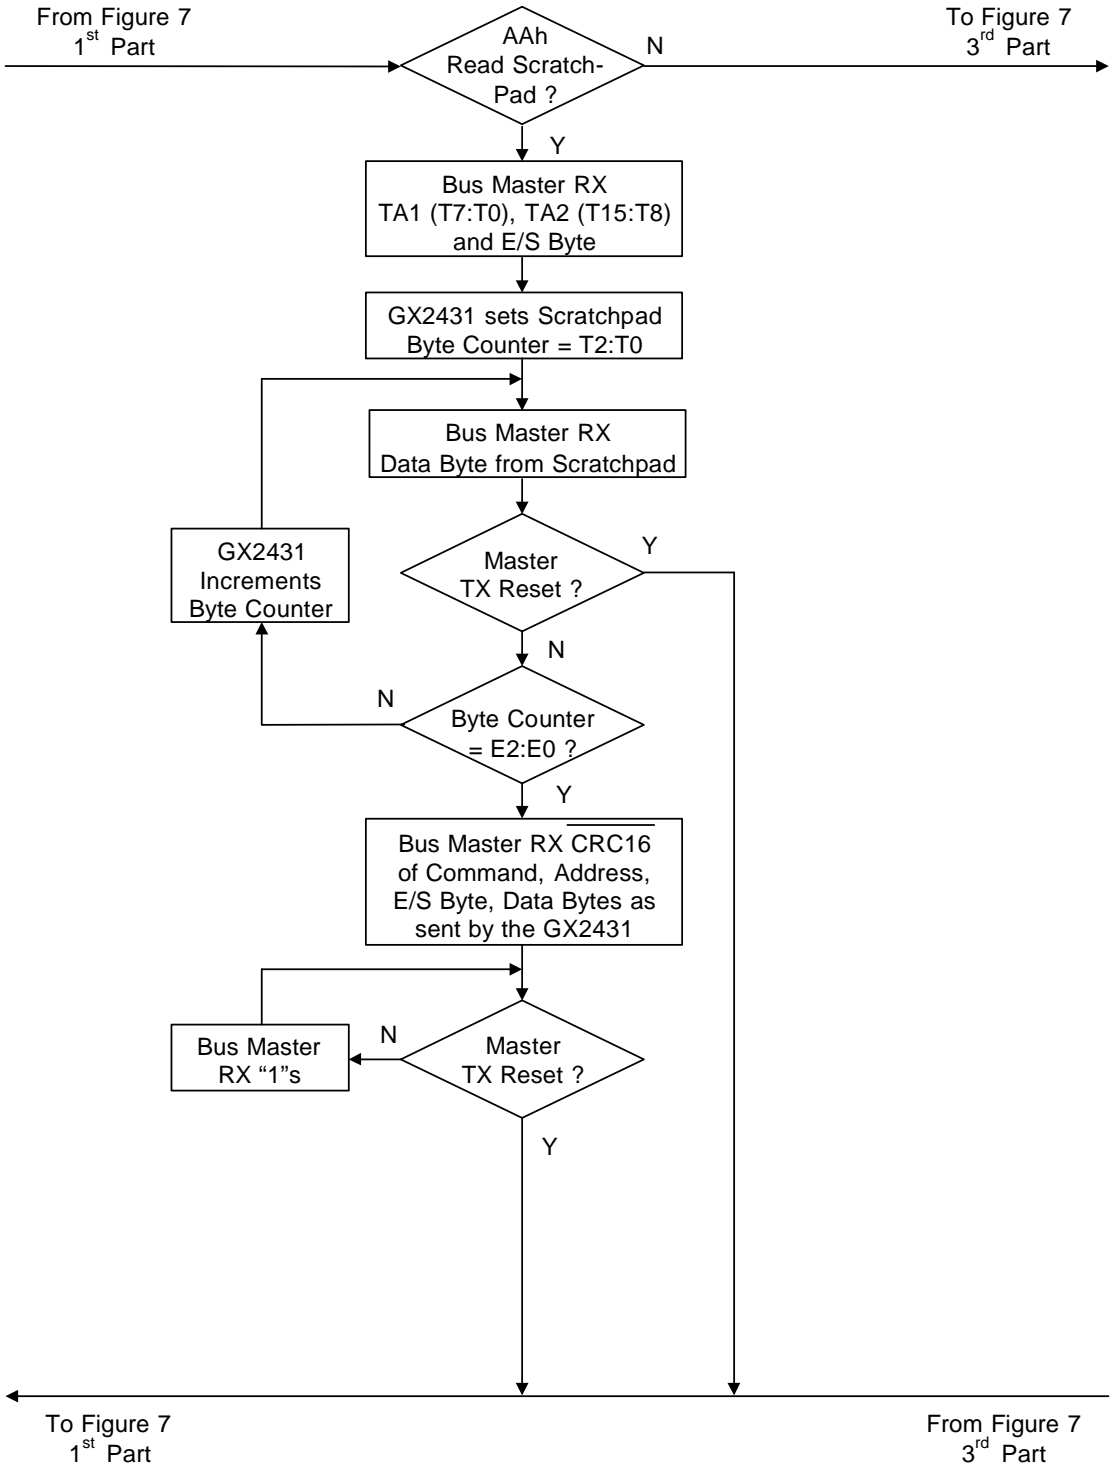 From Figure 7
1st Part
To Figure 7
3rd Part
AAh
Read Scratch-
Pad ?
N
Y
Bus Master RX
TA1 (T7:T0), TA2 (T15:T8)
and E/S Byte
GX2431 sets Scratchpad
Byte Counter = T2:T0
Bus Master RX
Data Byte from Scratchpad
GX2431
Increments
Byte Counter
Master
TX Reset ?
Y
N
N
Byte Counter
= E2:E0 ?
Y
Bus Master RX CRC16
of Command, Address,
E/S Byte, Data Bytes as
sent by the GX2431
Bus Master
RX “1”s
N
Master
TX Reset ?
Y
To Figure 7
1st Part
From Figure 7
3rd Part